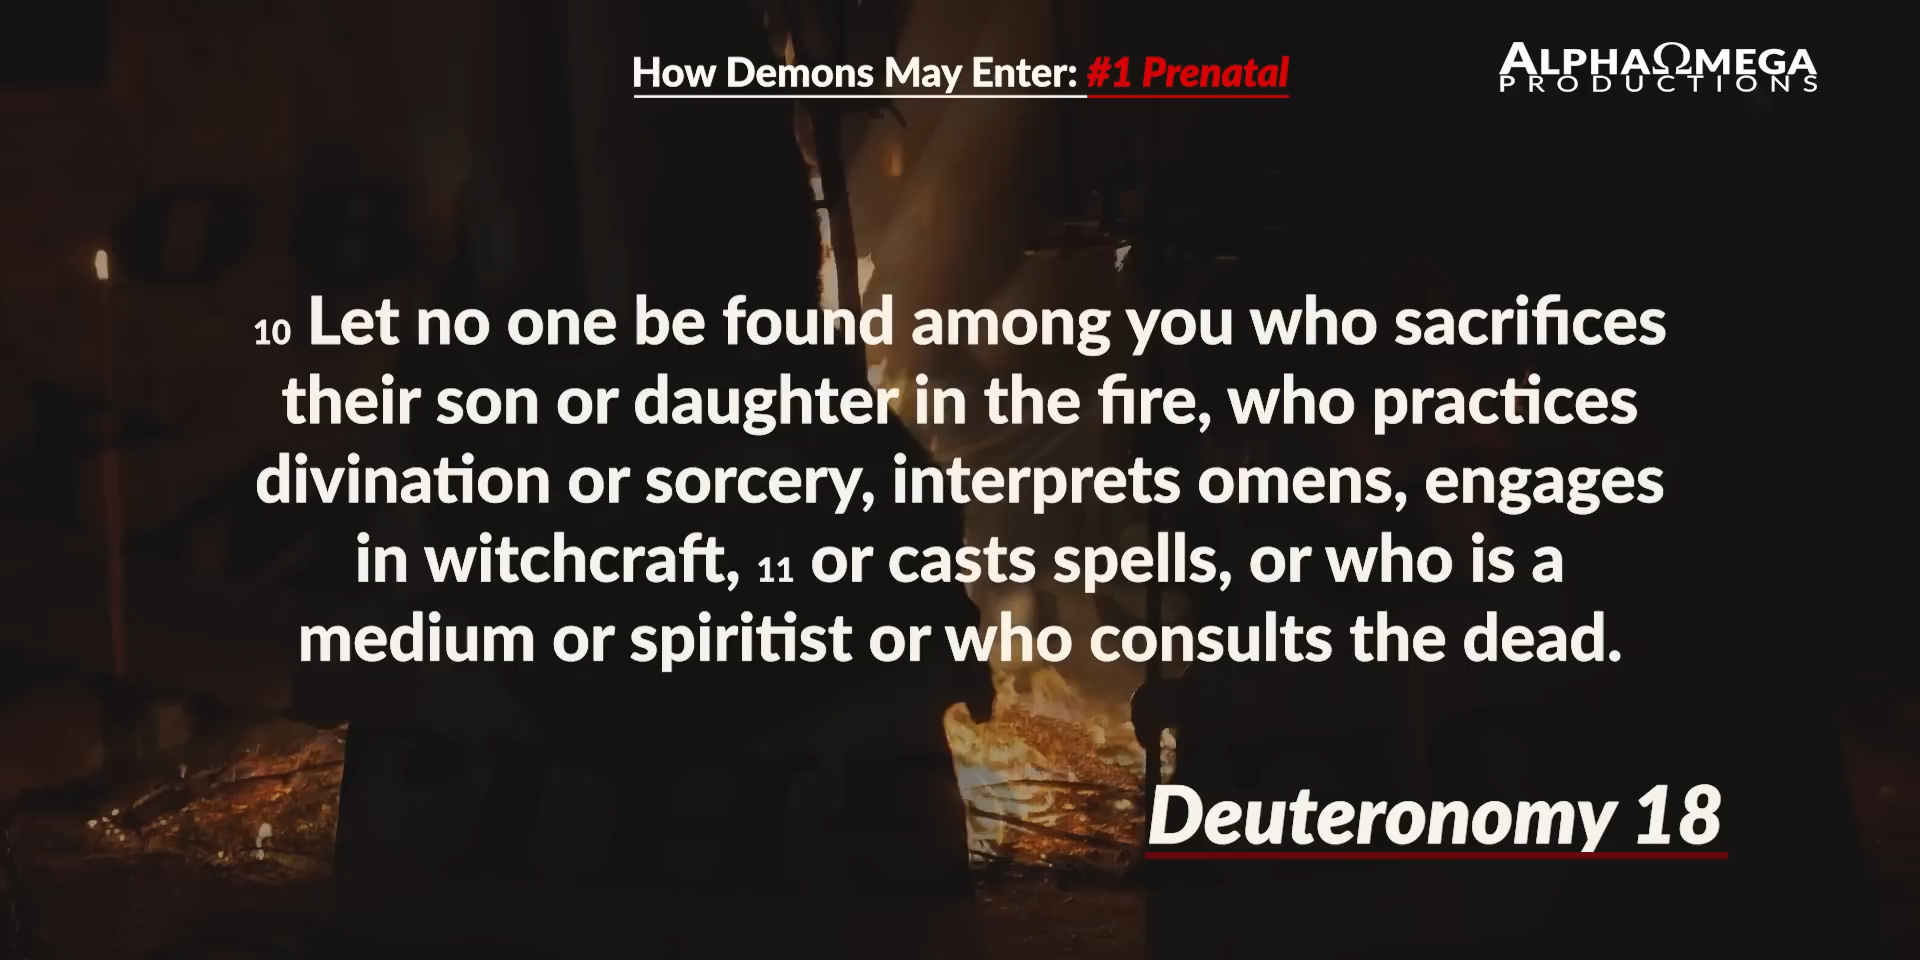 How Demons May Enter: #1 Prenatal
ALPHAΩMEGA
PRODUCTIONS
10 Let no one be found among you who sacrifices
their son or daughter in the fire, who practices
divination or sorcery, interprets omens, engages
in witchcraft, 11 or casts spells, or who is a
medium or spiritist or who consults the dead.
Deuteronomy 18